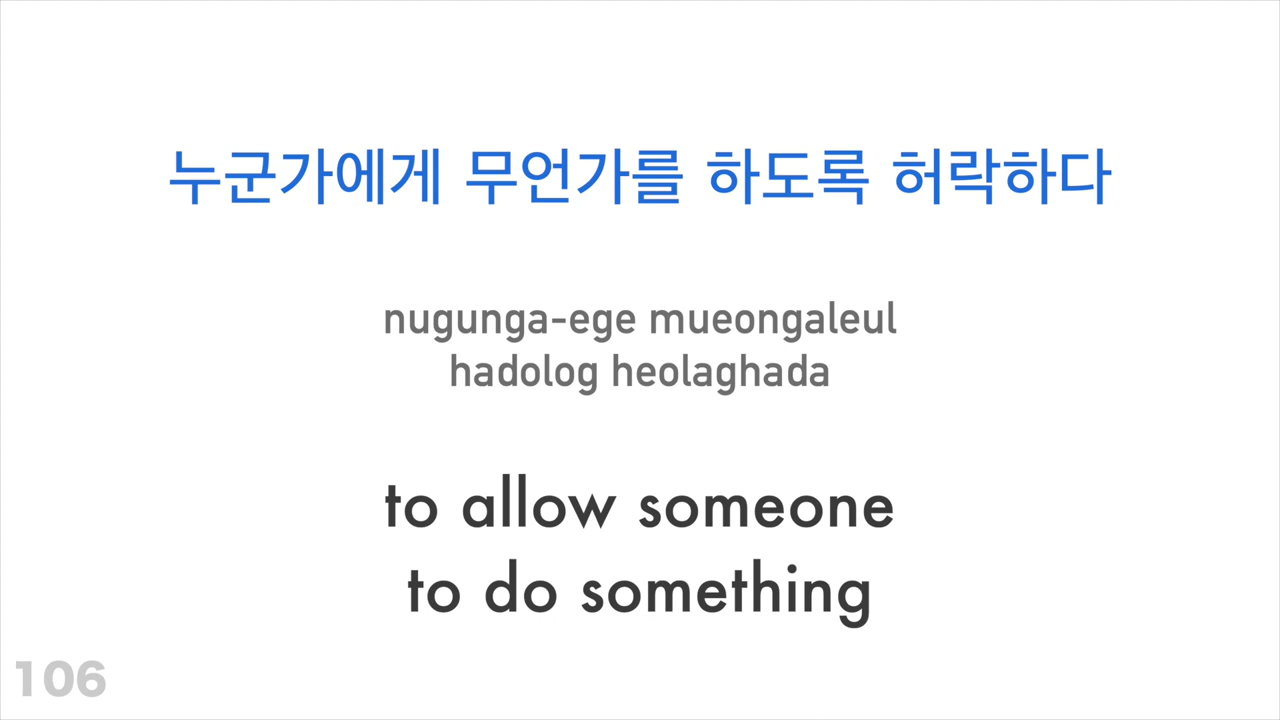 누군가에게 무언가를 하도록 허락하다
nugunga-ege mueongaleul
hadolog heolaghada
to allow someone
to do something
106